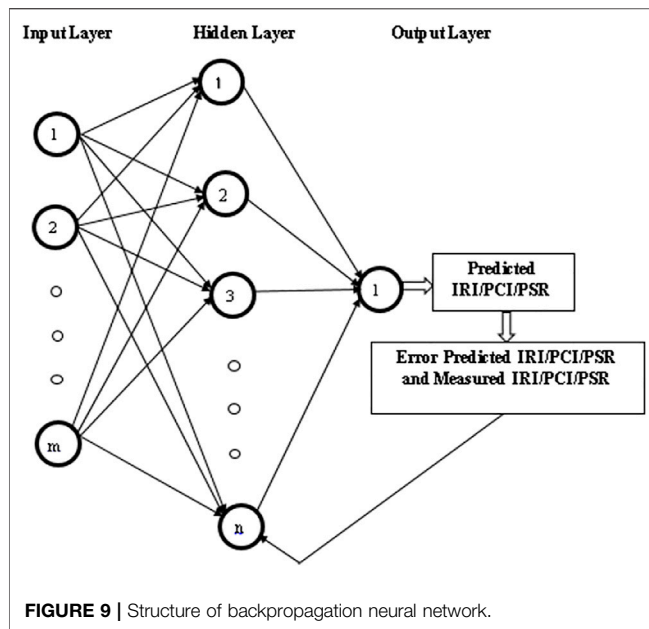 Input Layer Hidden Layer Output Layer
1
1
2
2
3
1
m
n
Predicted
IRI/PCI/PSR
Error Predicted IRI/PCI/PSR
and Measured IRI/PCI/PSR
FIGURE 9 | Structure of backpropagation neural network.